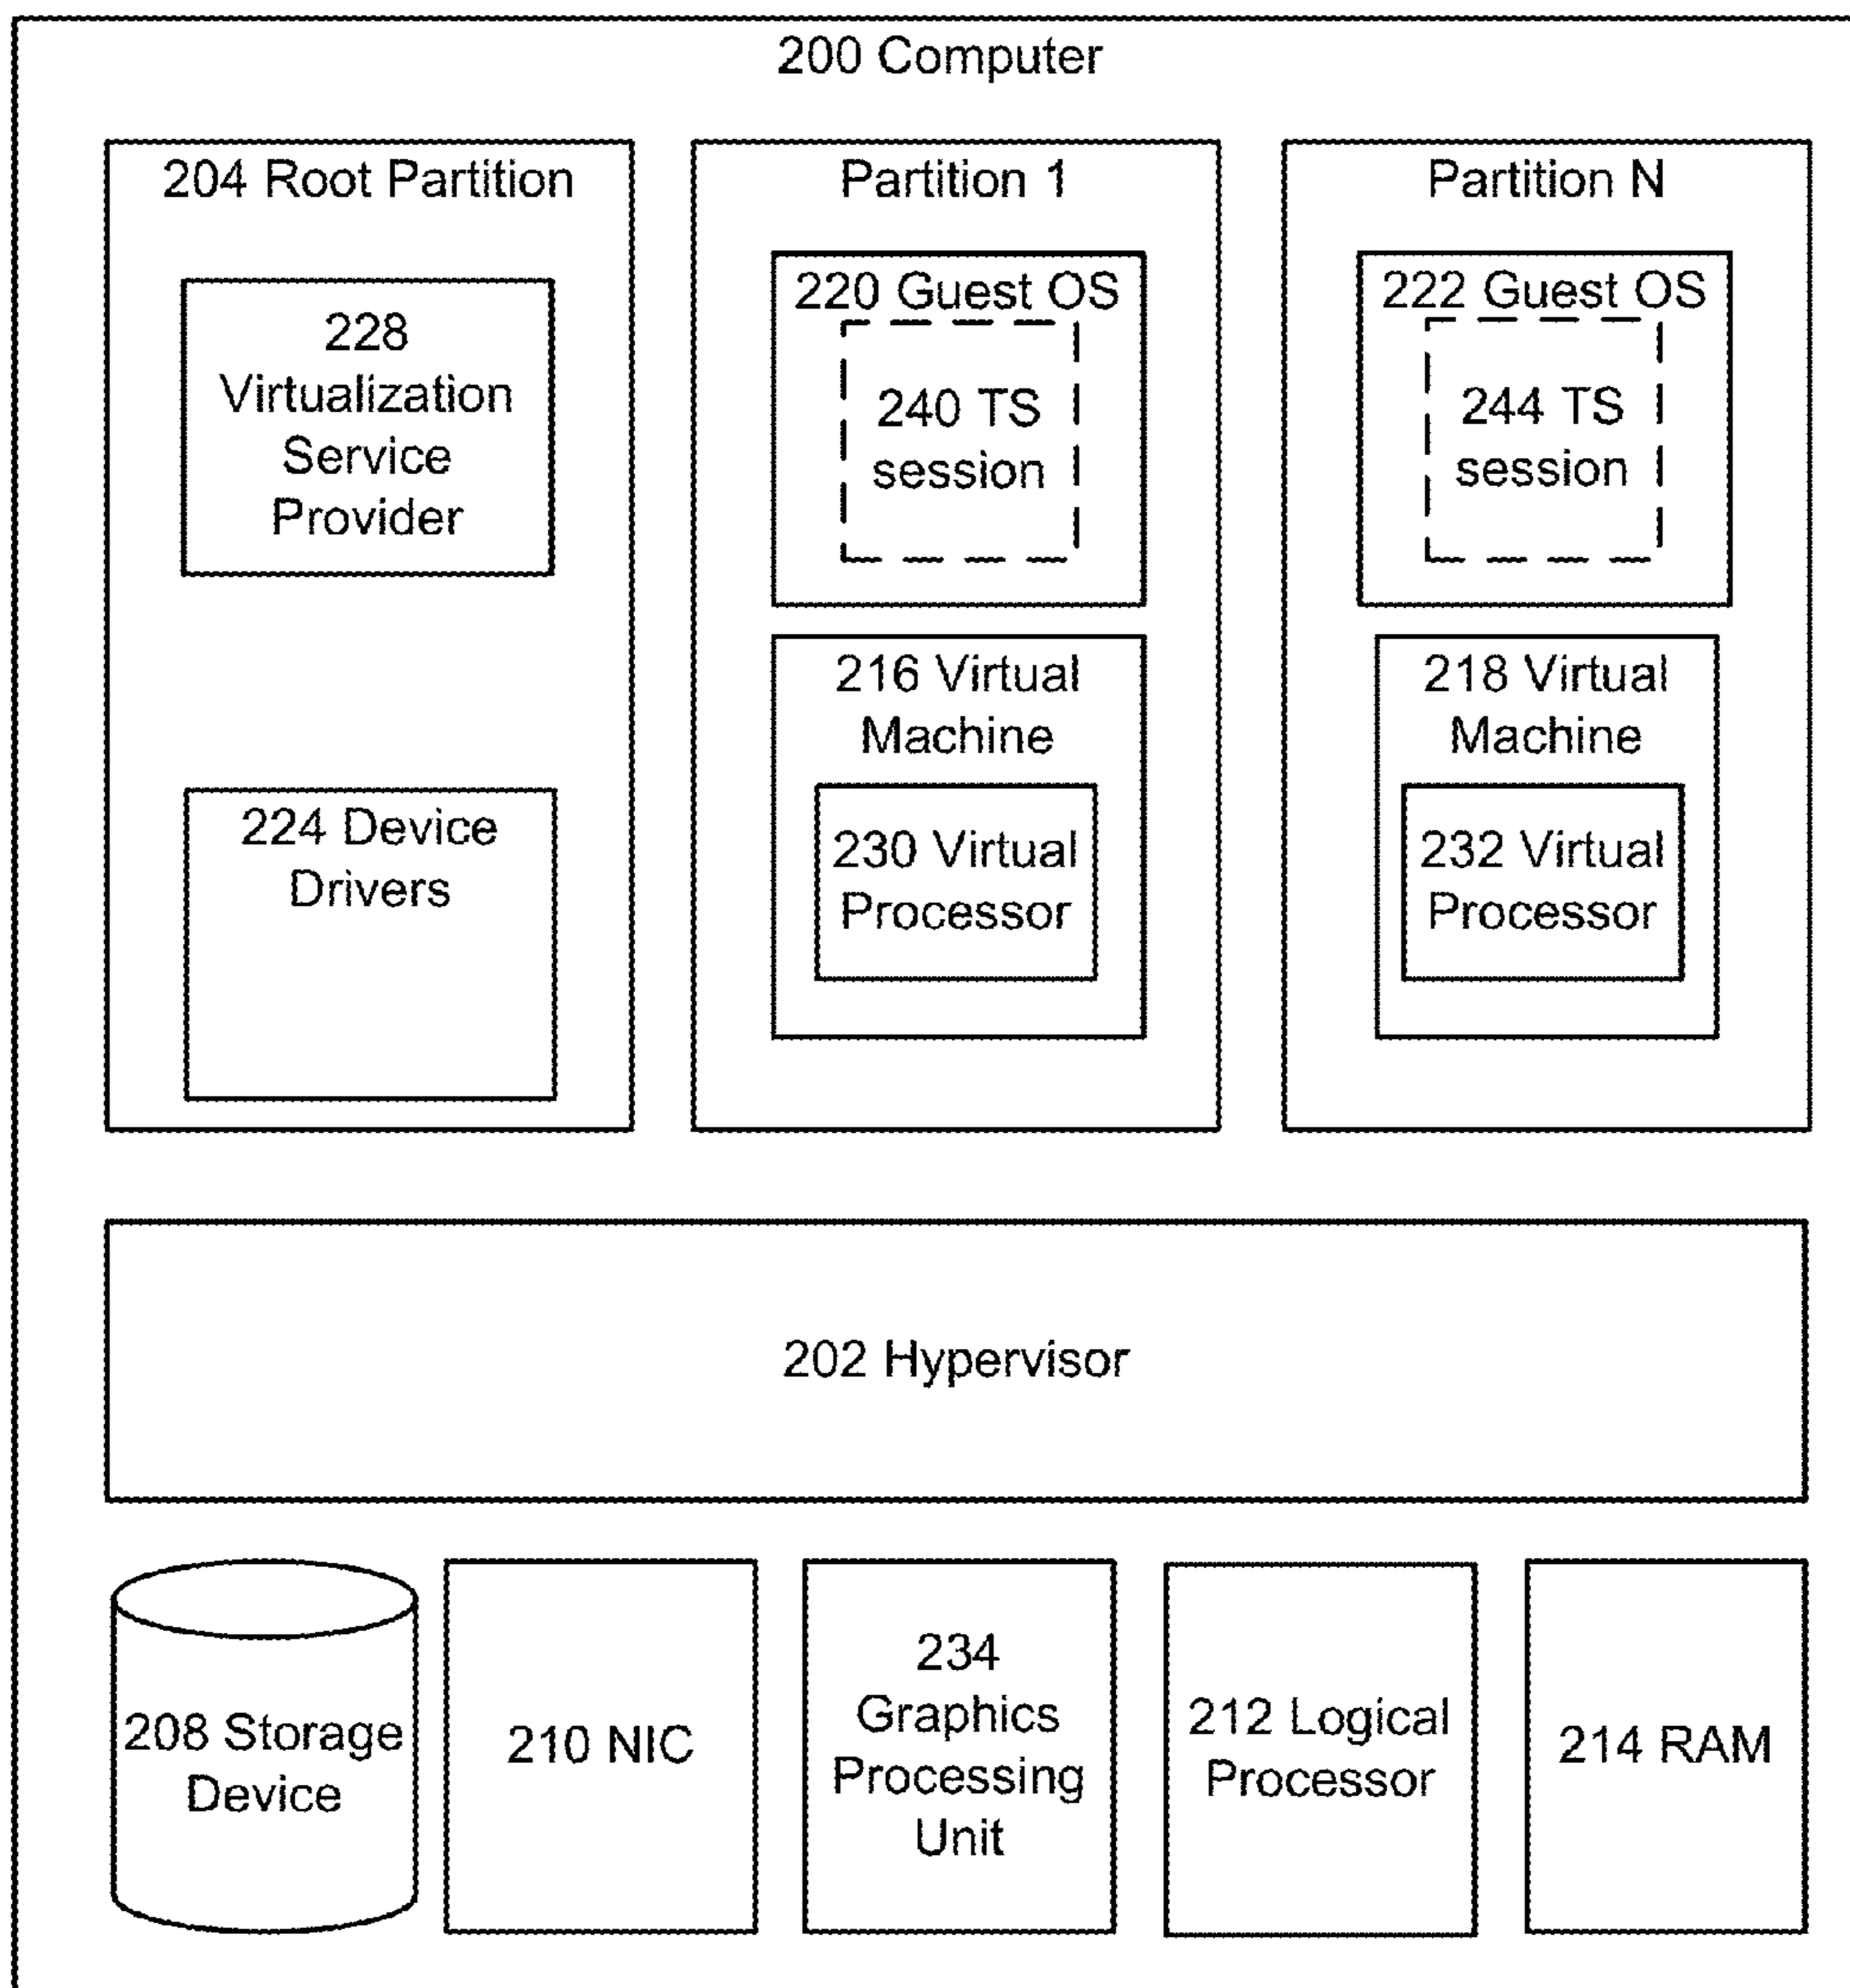 200 Computer
204 Root Partition
228
Virtualization
Service
Provider
224 Device
Drivers
Partition 1
220 Guest OS
240 TS
session
216 Virtual
Machine
230 Virtual
Processor
Partition N
222 Guest OS
244 TS
session
218 Virtual
Machine
232 Virtual
Processor
202 Hypervisor
208 Storage
Device
210 NIC
234
Graphics
Processing
Unit
212 Logical
Processor
214 RAM